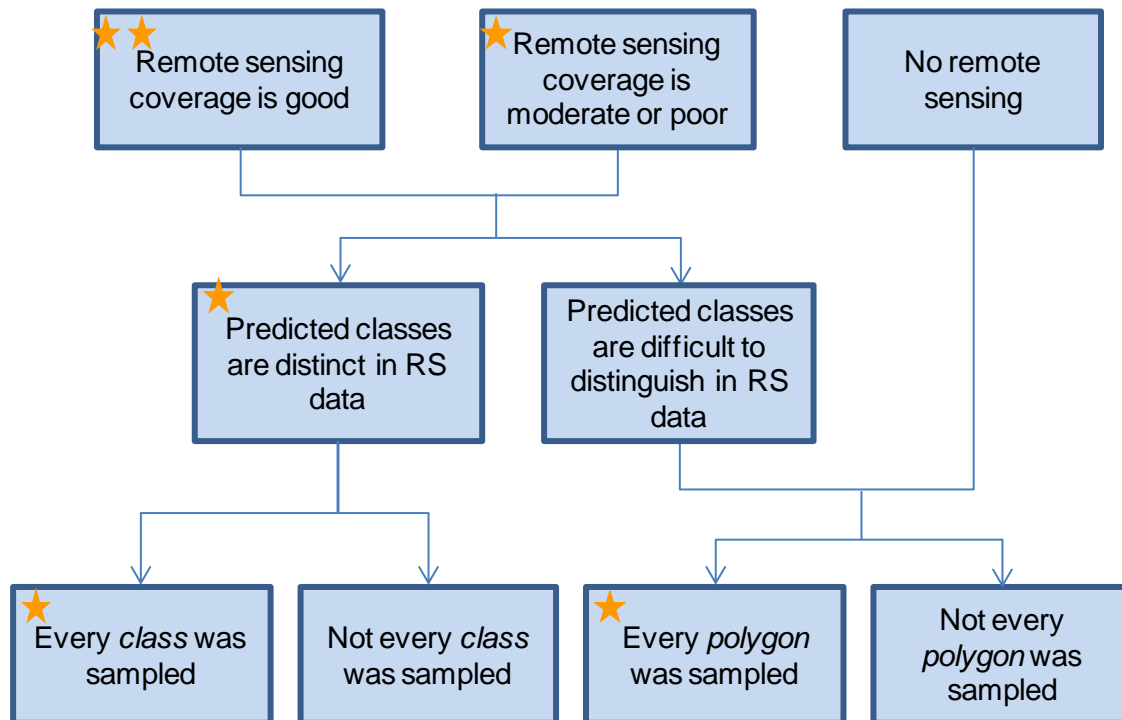 Remote sensing
coverage is good
Remote sensing
coverage is
moderate or poor
No remote
sensing
Predicted classes
are distinct in RS
data
Predicted classes
are difficult to
distinguish in RS
data
Every class was
sampled
Not every class
was sampled
Every polygon
was sampled
Not every
polygon was
sampled